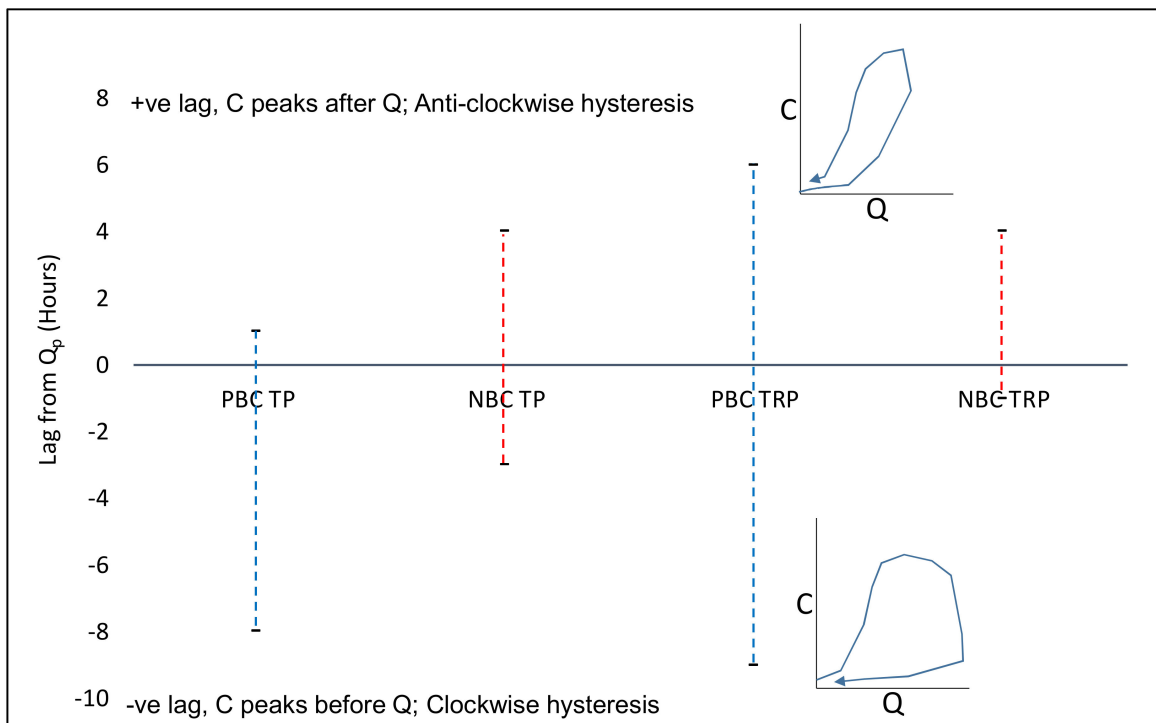 8
+ve lag, C peaks after Q; Anti-clockwise hysteresis
C
Q
6
4
2
0
-2
-4
-6
-8
-10
Lag from Qp (Hours)
PBC TP
NBC TP
PBC TRP
NBC TRP
C
Q
-ve lag, C peaks before Q; Clockwise hysteresis